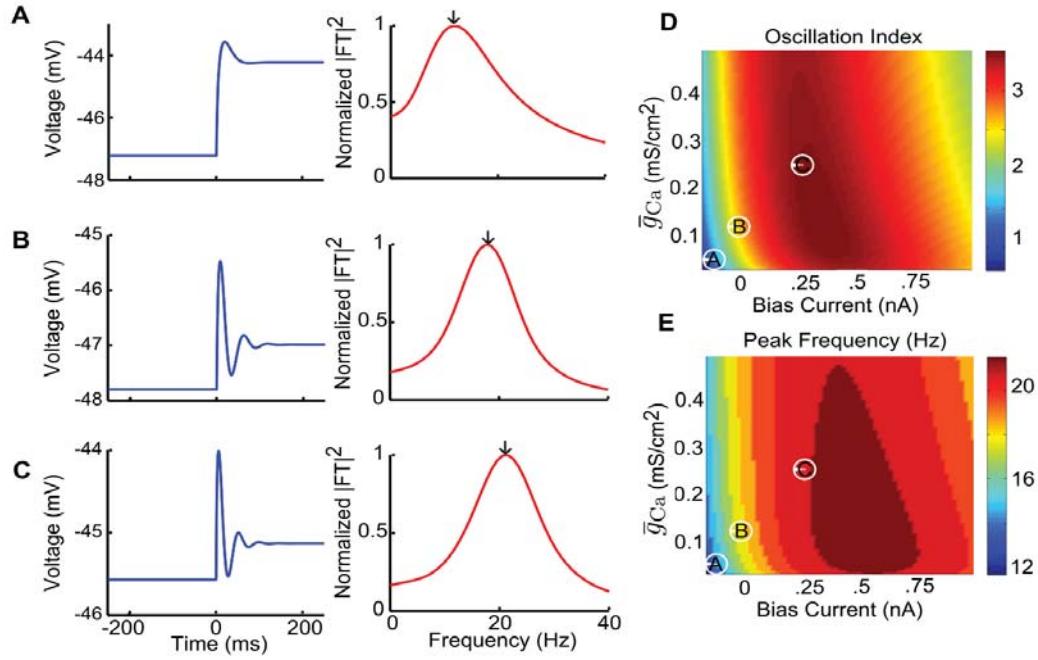 A
Voltage (mV)
-44
-46
-48
Normalized |FT|²
1
0.5
0
B
Voltage (mV)
-45
-46
-47
-48
Normalized |FT|²
1
0.5
0
C
Voltage (mV)
-44
-45
-46
-200 0 200
Time (ms)
Normalized |FT|²
1
0.5
0
0 20 40
Frequency (Hz)
D
Oscillation Index
g̅Ca (mS/cm2)
0.4
0.3
0.2
0.1
C
B
A
0 .25 .5 .75
Bias Current (nA)
3
2
1
E
Peak Frequency (Hz)
g̅Ca (mS/cm2)
0.4
0.3
0.2
0.1
C
B
A
0 .25 .5 .75
Bias Current (nA)
20
16
12